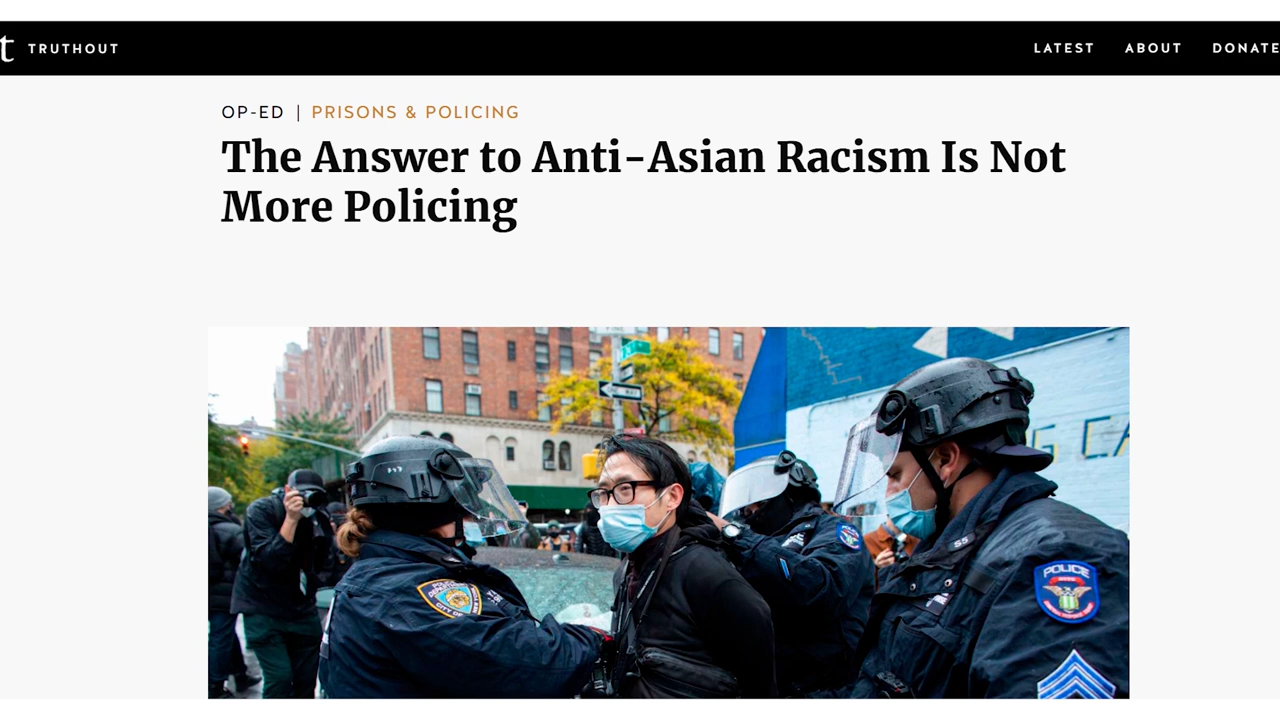 t TRUTHOUT
LATEST ABOUT DONATE
OP-ED | PRISONS & POLICING
The Answer to Anti-Asian Racism Is Not
More Policing
POLICE